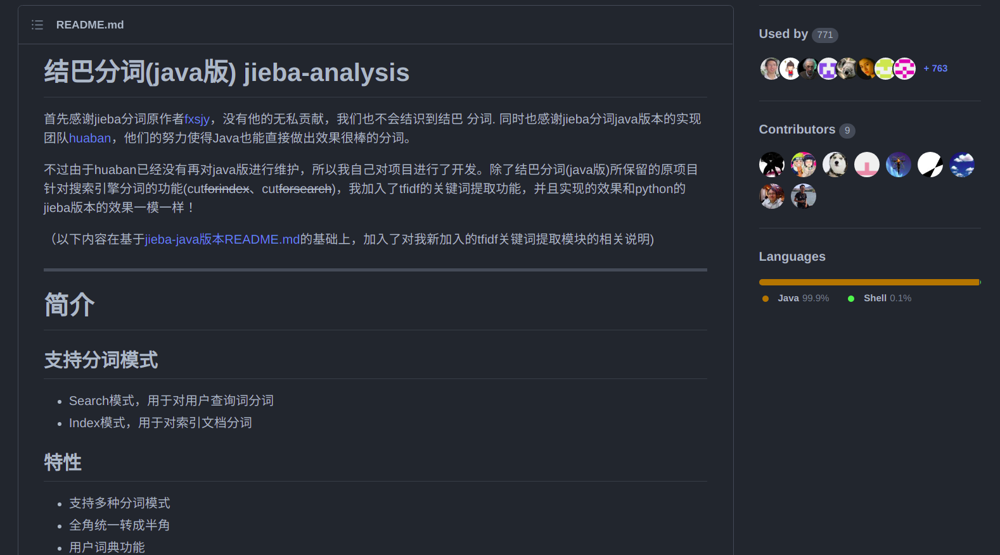 README.md
结巴分词(java版) jieba-analysis
首先感谢jieba分词原作者fxsjy，没有他的无私贡献，我们也不会结识到结巴 分词. 同时也感谢jieba分词java版本的实现
团队huaban，他们的努力使得Java也能直接做出效果很棒的分词。
不过由于huaban已经没有再对java版进行维护，所以我自己对项目进行了开发。除了结巴分词(java版)所保留的原项目
针对搜索引擎分词的功能(cutforindex、cutforsearch)，我加入了tfidf的关键词提取功能，并且实现的效果和python的
jieba版本的效果一模一样！
（以下内容在基于jieba-java版本README.md的基础上，加入了对我新加入的tfidf关键词提取模块的相关说明)
简介
支持分词模式
Search模式，用于对用户查询词分词
Index模式，用于对索引文档分词
特性
支持多种分词模式
全角统一转成半角
用户词典功能
Used by 771
+ 763
Contributors 9
Languages
Java 99.9% Shell 0.1%